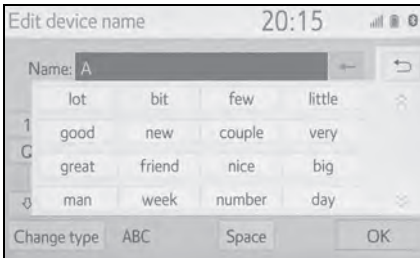 Edit device name 20:15
Name: A
lot bit few little
1 good new couple very
great friend nice big
man week number day
Change type ABC Space OK